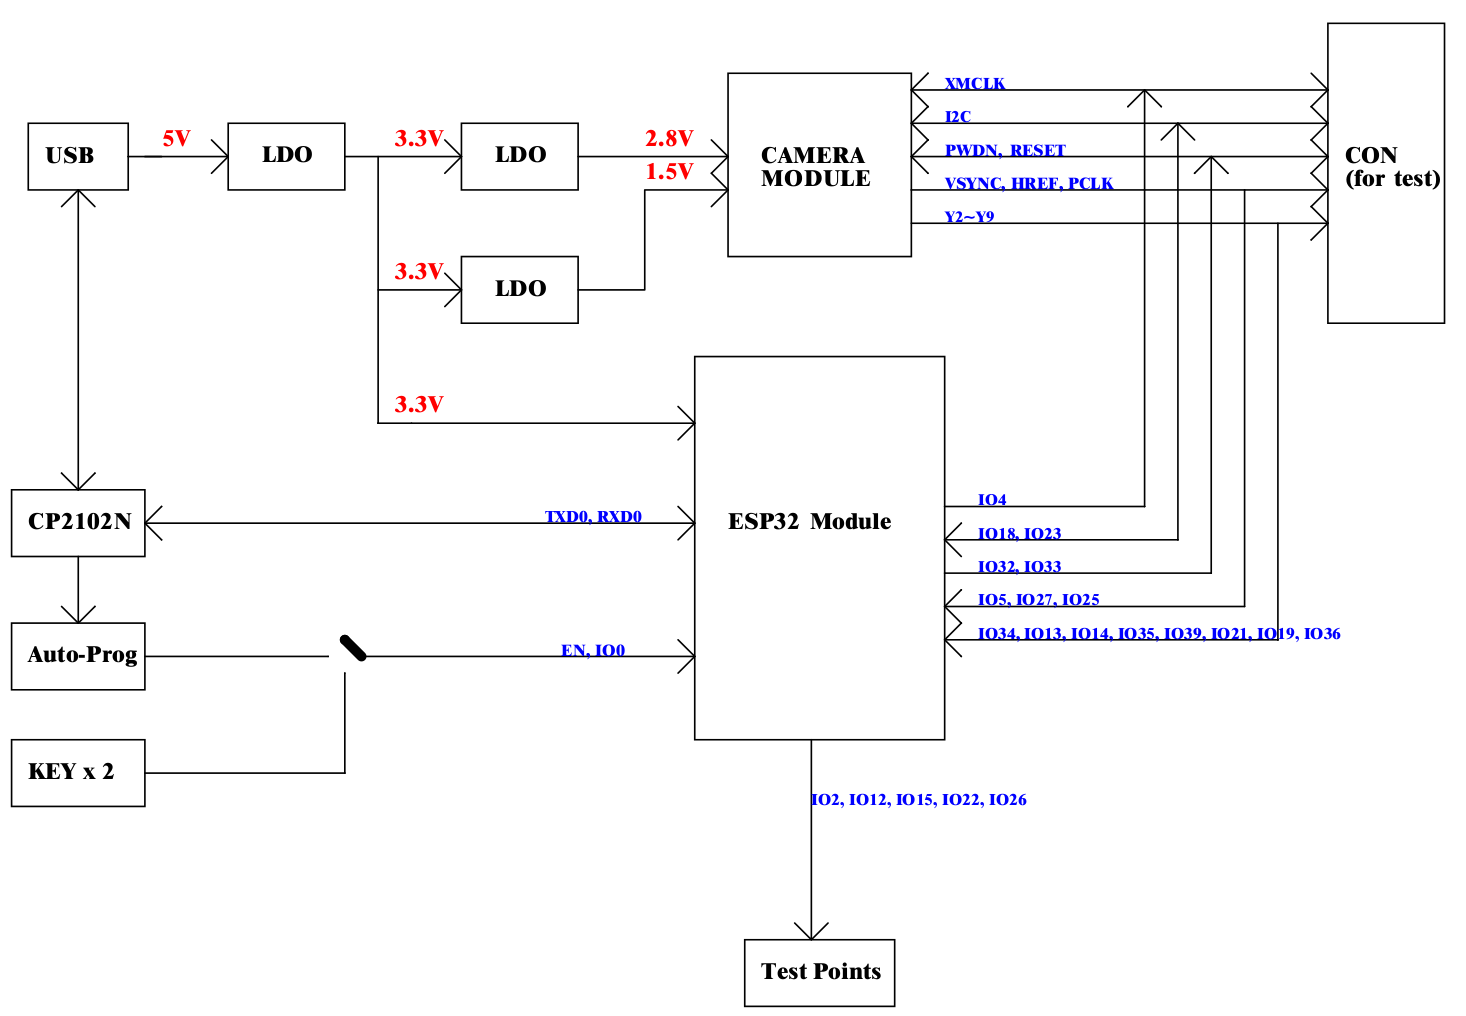 XMCLK
I2C
PWDN, RESET
VSYNC, HREF, PCLK
Y2~Y9
CON
(for test)
USB
5V
LDO
3.3V
LDO
2.8V
1.5V
CAMERA
MODULE
3.3V
LDO
3.3V
CP2102N
TXD0, RXD0
ESP32 Module
IO4
IO18, IO23
IO32, IO33
IO5, IO27, IO25
IO34, IO13, IO14, IO35, IO39, IO21, IO19, IO36
Auto-Prog
EN, IO0
KEY x 2
IO2, IO12, IO15, IO22, IO26
Test Points